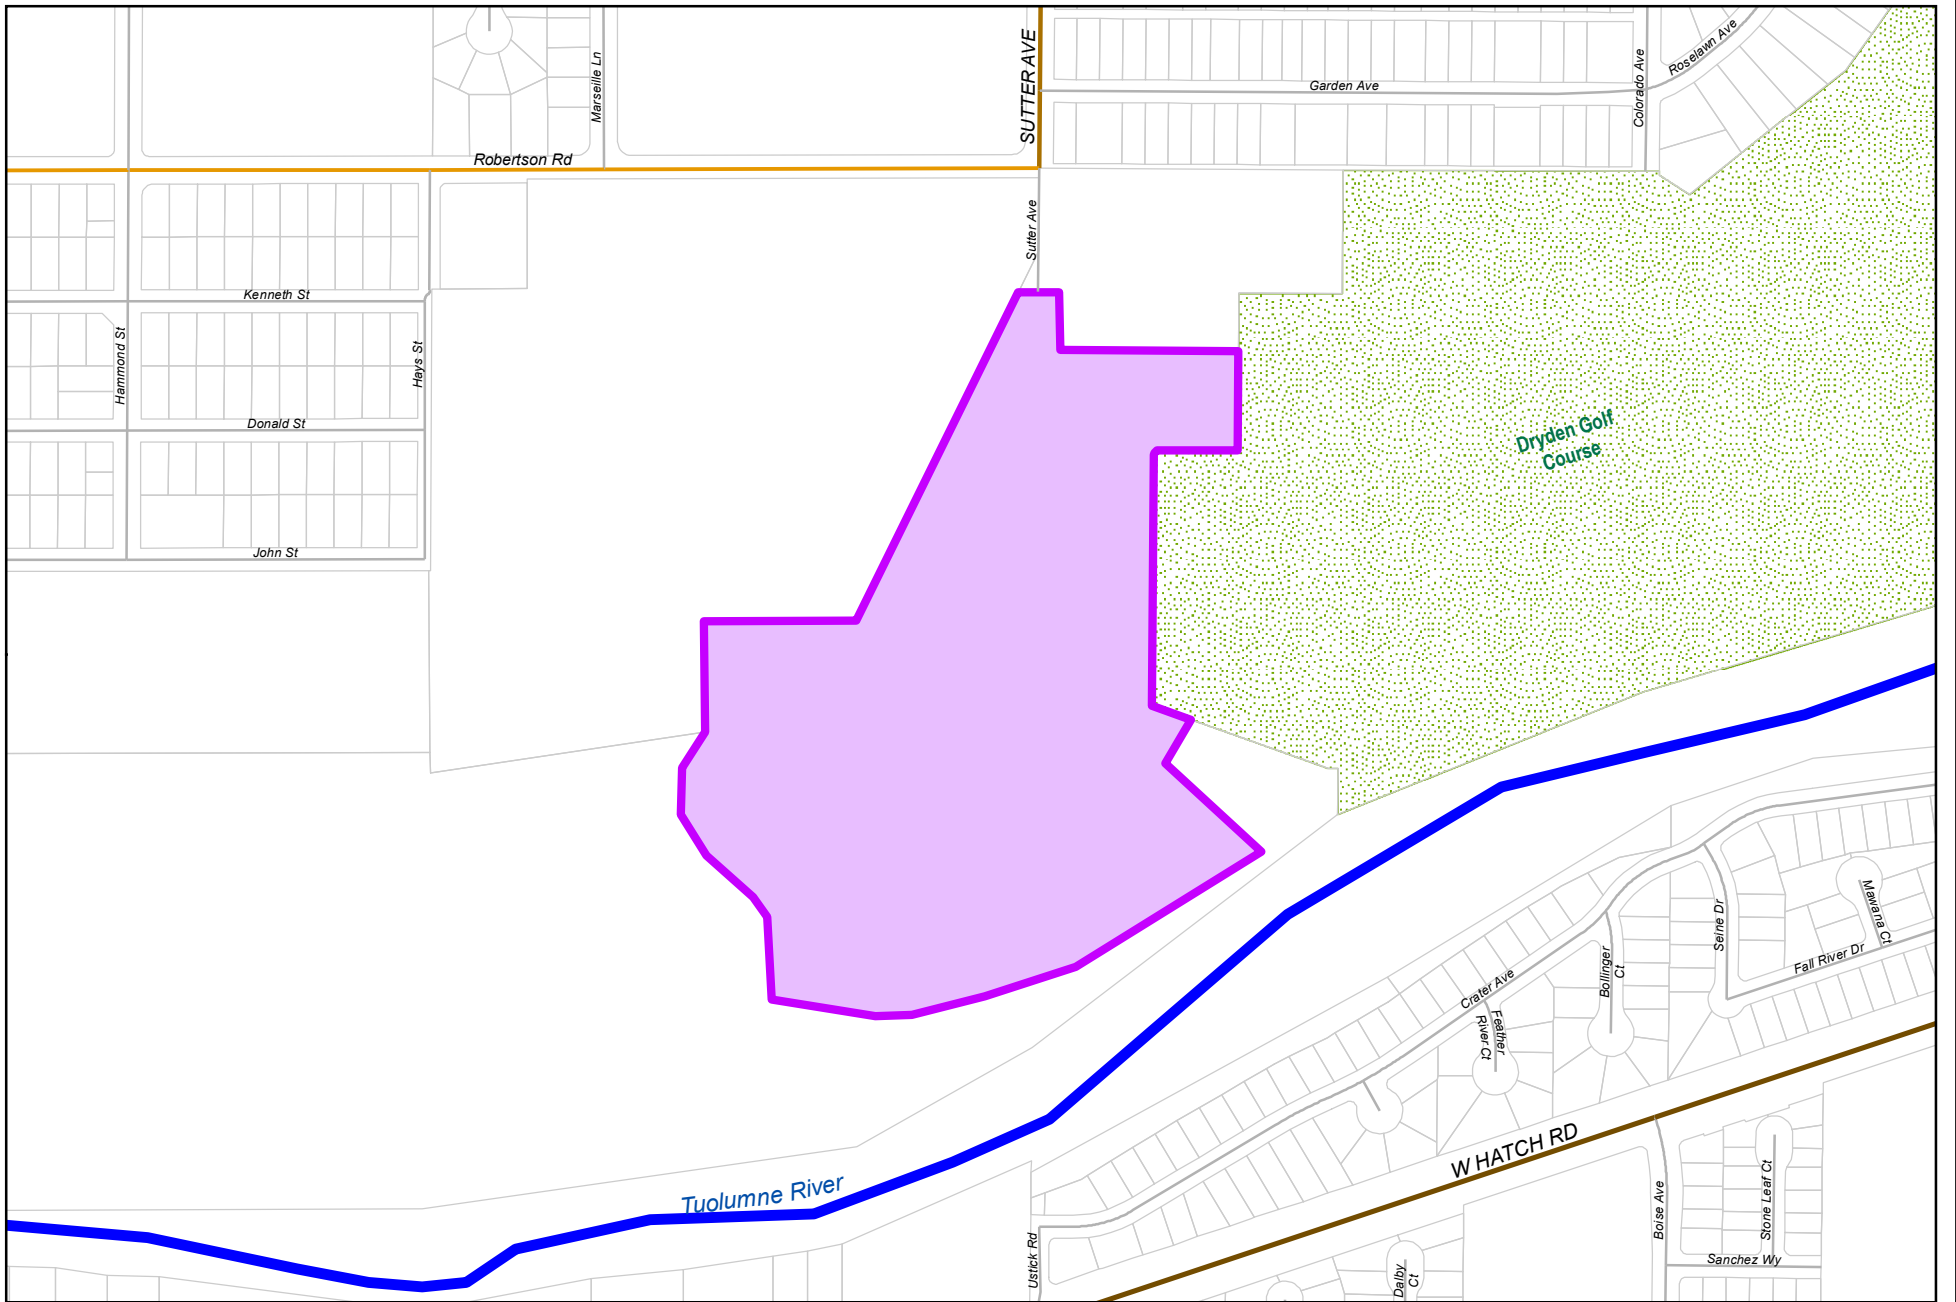 Marseille Ln
SUTTER AVE
Garden Ave
Colorado Ave
Roselawn Ave
Robertson Rd
Sutter Ave
Kenneth St
Hammond St
Hays St
Donald St
John St
Dryden Golf
Course
Tuolumne River
Crater Ave
Feather
River Ct
Bollinger
Ct
Seine Dr
Mawana Ct
Fall River Dr
W HATCH RD
Ustick Rd
Dalby
Ct
Boise Ave
Stone Leaf Ct
Sanchez Wy